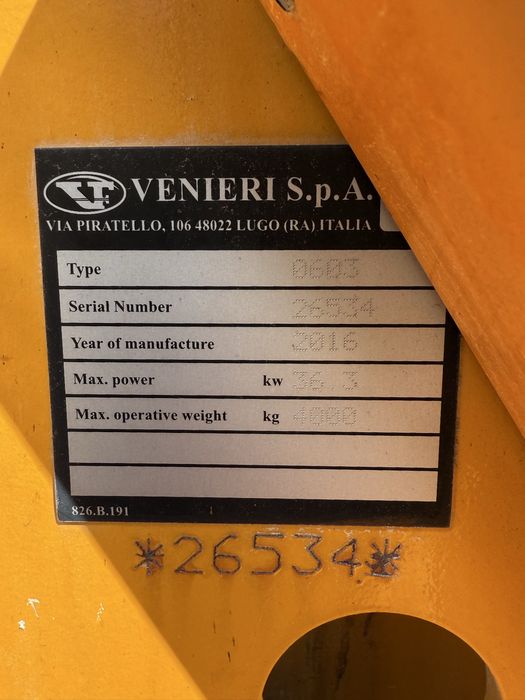 VF VENIERI S.p.A.
VIA PIRATELLO, 106 48022 LUGO (RA) ITALIA
Type 0603
Serial Number 26534
Year of manufacture 2016
Max. power kw 36.3
Max. operative weight kg 4000
826.B.191
*26534*